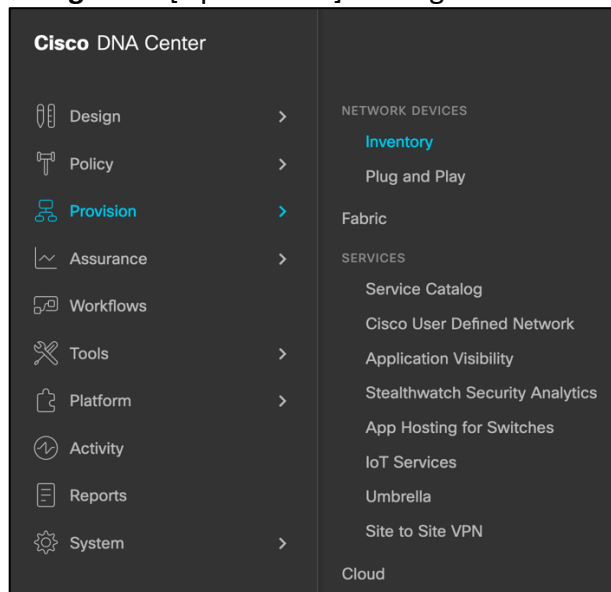 Cisco DNA Center
Design
Policy
Provision
Assurance
Workflows
Tools
Platform
Activity
Reports
System
NETWORK DEVICES
Inventory
Plug and Play
Fabric
SERVICES
Service Catalog
Cisco User Defined Network
Application Visibility
Stealthwatch Security Analytics
App Hosting for Switches
IoT Services
Umbrella
Site to Site VPN
Cloud